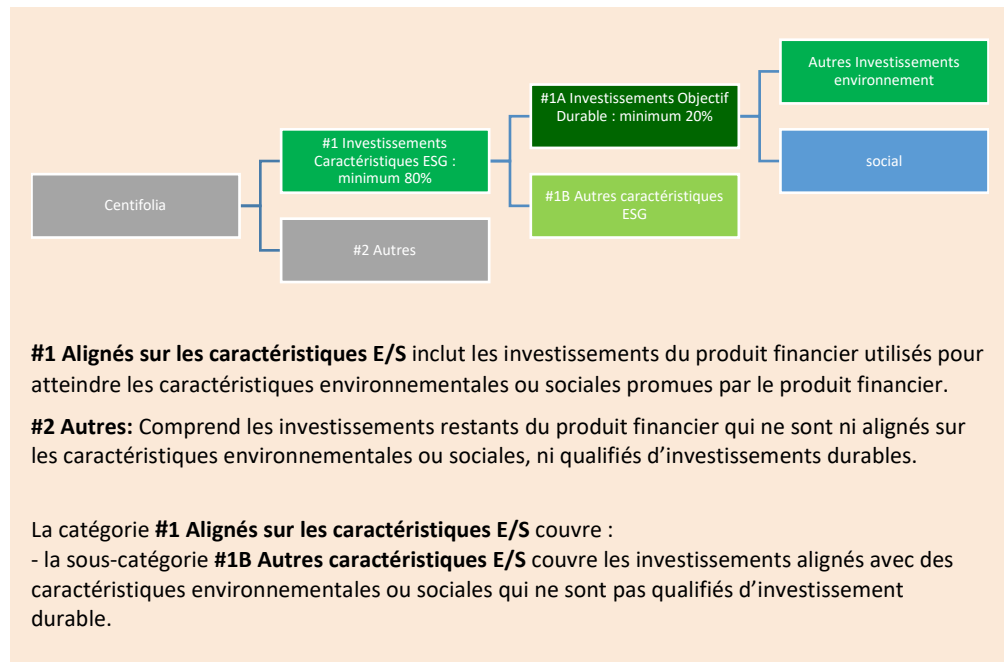 Autres Investissements
environnement
#1A Investissements Objectif
Durable : minimum 20%
#1 Investissements
Caractéristiques ESG :
minimum 80%
social
Centifolia
#1B Autres caractéristiques
ESG
#2 Autres
#1 Alignés sur les caractéristiques E/S inclut les investissements du produit financier utilisés pour
atteindre les caractéristiques environnementales ou sociales promues par le produit financier.
#2 Autres: Comprend les investissements restants du produit financier qui ne sont ni alignés sur
les caractéristiques environnementales ou sociales, ni qualifiés d’investissements durables.
La catégorie #1 Alignés sur les caractéristiques E/S couvre :
- la sous-catégorie #1B Autres caractéristiques E/S couvre les investissements alignés avec des
caractéristiques environnementales ou sociales qui ne sont pas qualifiés d’investissement
durable.